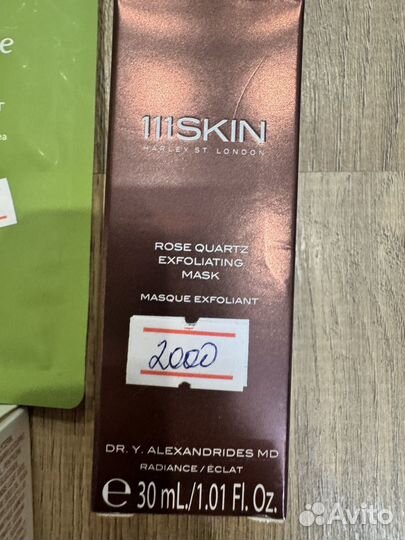 e
111SKIN
HARLEY ST. LONDON
ROSE QUARTZ
EXFOLIATING
MASK
MASQUE EXFOLIANT
2000
DR. Y. ALEXANDRIDES MD
RADIANCE / ÉCLAT
℮ 30 mL./1.01 Fl. Oz.
Avito